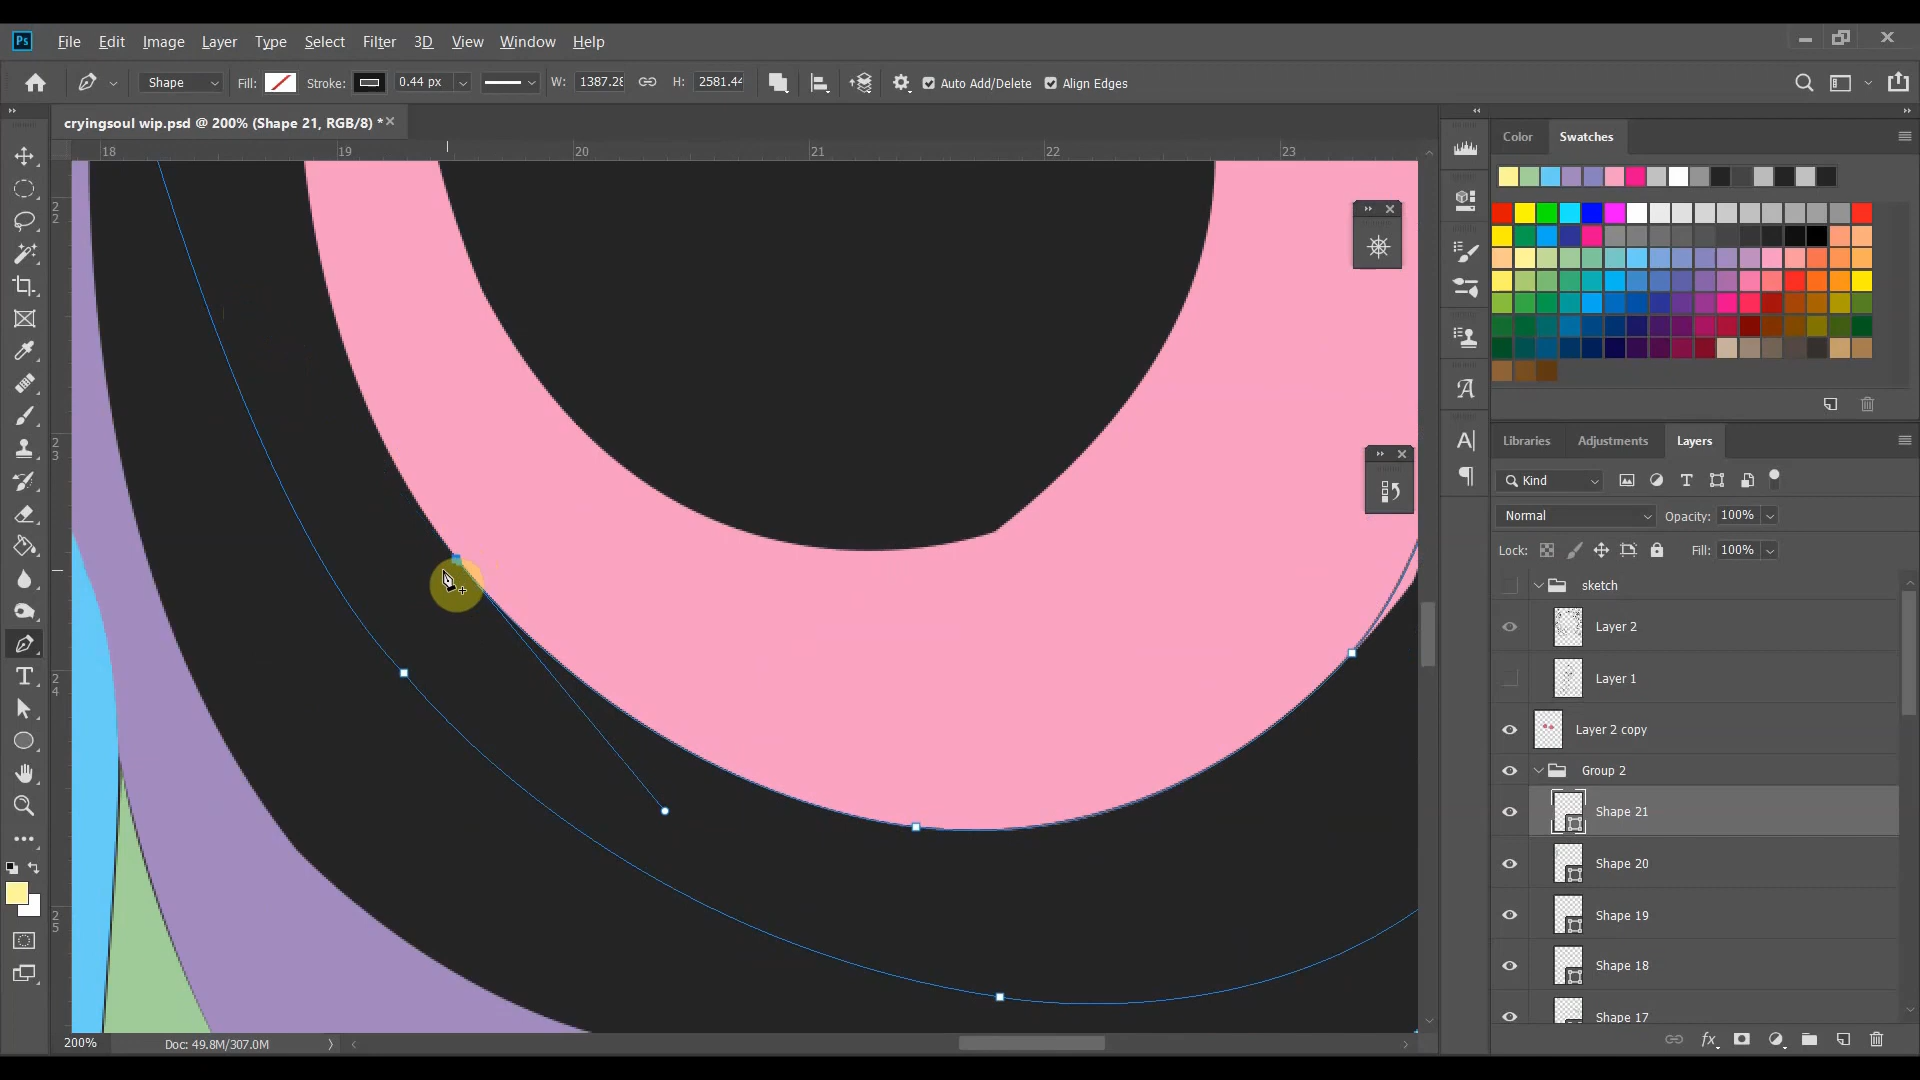 Ps File Edit Image Layer Type Select Filter 3D View Window Help
Shape Fill: Stroke: 0.44 px W: 1387.28 H: 2581.44 Auto Add/Delete Align Edges
cryingsoul wip.psd @ 200% (Shape 21, RGB/8) *
Color Swatches
18 19 20 21 22 23
22
23
24
25
Libraries Adjustments Layers
Kind
Normal Opacity: 100%
Lock: Fill: 100%
sketch
Layer 2
Layer 1
Layer 2 copy
Group 2
Shape 21
Shape 20
Shape 19
Shape 18
Shape 17
200% Doc: 49.8M/307.0M